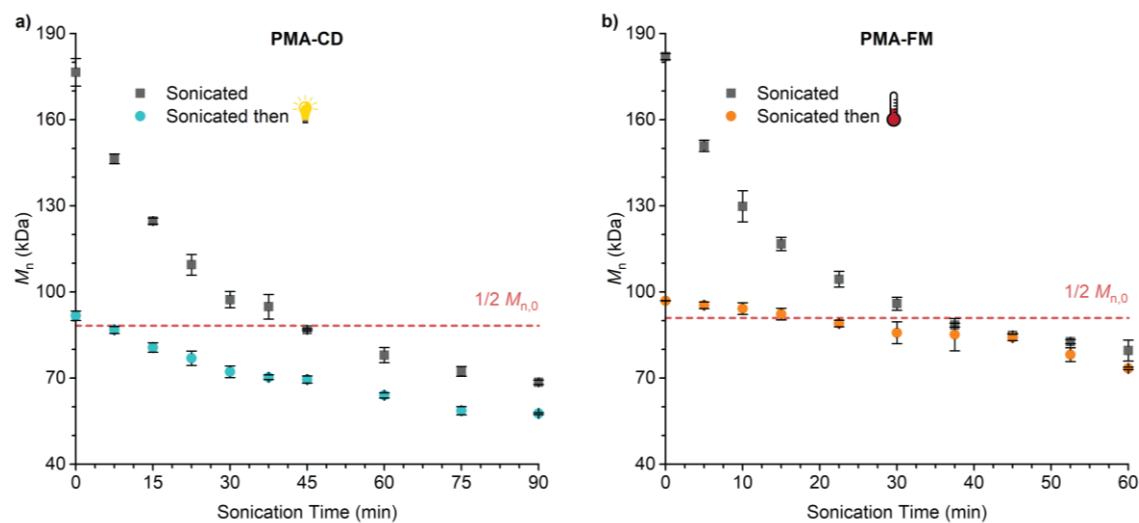 a)
PMA-CD
190
160
130
100
70
40
Mn (kDa)
Sonicated
Sonicated then
1/2 Mn,0
0 15 30 45 60 75 90
Sonication Time (min)
b)
PMA-FM
190
160
130
100
70
40
Mn (kDa)
Sonicated
Sonicated then
1/2 Mn,0
0 10 20 30 40 50 60
Sonication Time (min)